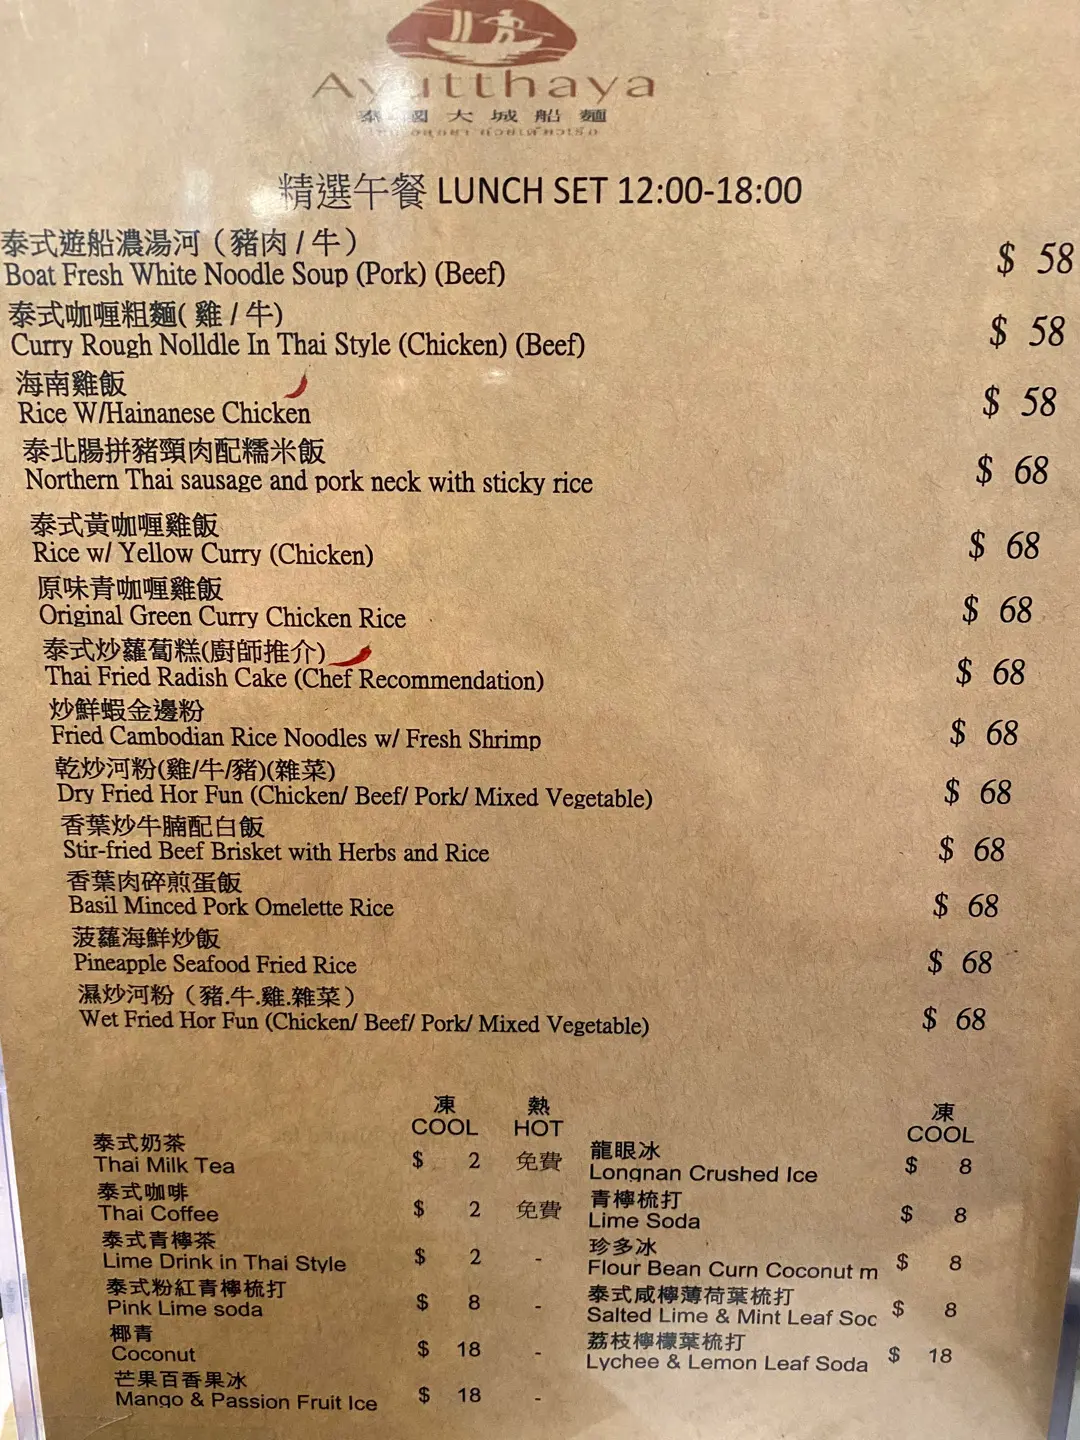 Ayutthaya
泰國大城船麵
精選午餐 LUNCH SET 12:00-18:00
泰式遊船濃湯河（豬肉 / 牛） $ 58
Boat Fresh White Noodle Soup (Pork) (Beef)
泰式咖喱粗麵( 雞 / 牛) $ 58
Curry Rough Nolldle In Thai Style (Chicken) (Beef)
海南雞飯 $ 58
Rice W/Hainanese Chicken
泰北腸拼豬頸肉配糯米飯 $ 68
Northern Thai sausage and pork neck with sticky rice
泰式黃咖喱雞飯 $ 68
Rice w/ Yellow Curry (Chicken)
原味青咖喱雞飯 $ 68
Original Green Curry Chicken Rice
泰式炒蘿蔔糕(廚師推介) $ 68
Thai Fried Radish Cake (Chef Recommendation)
炒鮮蝦金邊粉 $ 68
Fried Cambodian Rice Noodles w/ Fresh Shrimp
乾炒河粉(雞/牛/豬)(雜菜) $ 68
Dry Fried Hor Fun (Chicken/ Beef/ Pork/ Mixed Vegetable)
香葉炒牛腩配白飯 $ 68
Stir-fried Beef Brisket with Herbs and Rice
香葉肉碎煎蛋飯 $ 68
Basil Minced Pork Omelette Rice
菠蘿海鮮炒飯 $ 68
Pineapple Seafood Fried Rice
濕炒河粉（豬.牛.雞.雜菜） $ 68
Wet Fried Hor Fun (Chicken/ Beef/ Pork/ Mixed Vegetable)
凍 熱
COOL HOT
泰式奶茶 $ 2 免費
Thai Milk Tea
泰式咖啡 $ 2 免費
Thai Coffee
泰式青檸茶 $ 2 -
Lime Drink in Thai Style
泰式粉紅青檸梳打 $ 8 -
Pink Lime soda
椰青 $ 18 -
Coconut
芒果百香果冰 $ 18 -
Mango & Passion Fruit Ice
凍
COOL
龍眼冰 $ 8
Longnan Crushed Ice
青檸梳打 $ 8
Lime Soda
珍多冰 $ 8
Flour Bean Curn Coconut m
泰式咸檸薄荷葉梳打 $ 8
Salted Lime & Mint Leaf Soc
荔枝檸檬葉梳打 $ 18
Lychee & Lemon Leaf Soda